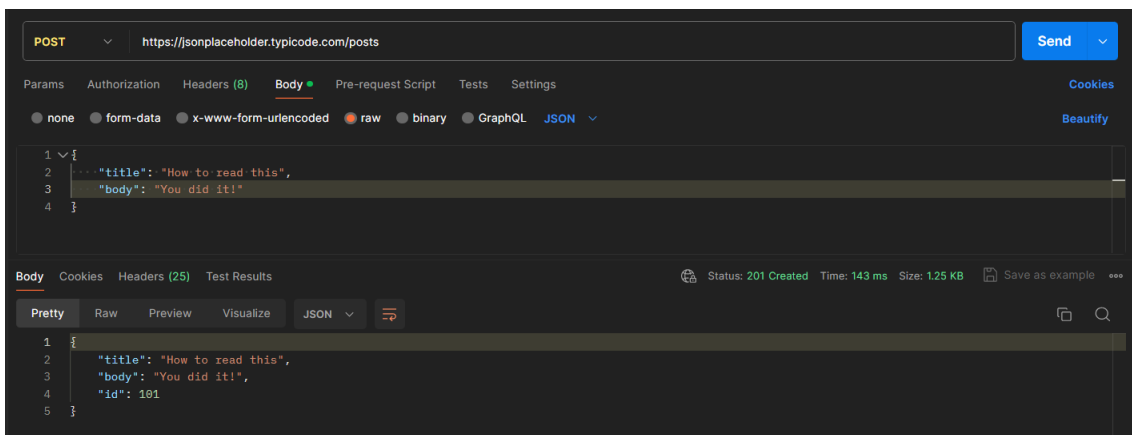 POST https://jsonplaceholder.typicode.com/posts Send
Params Authorization Headers (8) Body Pre-request Script Tests Settings Cookies
none form-data x-www-form-urlencoded raw binary GraphQL JSON Beautify
1 {
2 "title": "How to read this",
3 "body": "You did it!"
4 }
Body Cookies Headers (25) Test Results Status: 201 Created Time: 143 ms Size: 1.25 KB Save as example
Pretty Raw Preview Visualize JSON
1 {
2 "title": "How to read this",
3 "body": "You did it!",
4 "id": 101
5 }